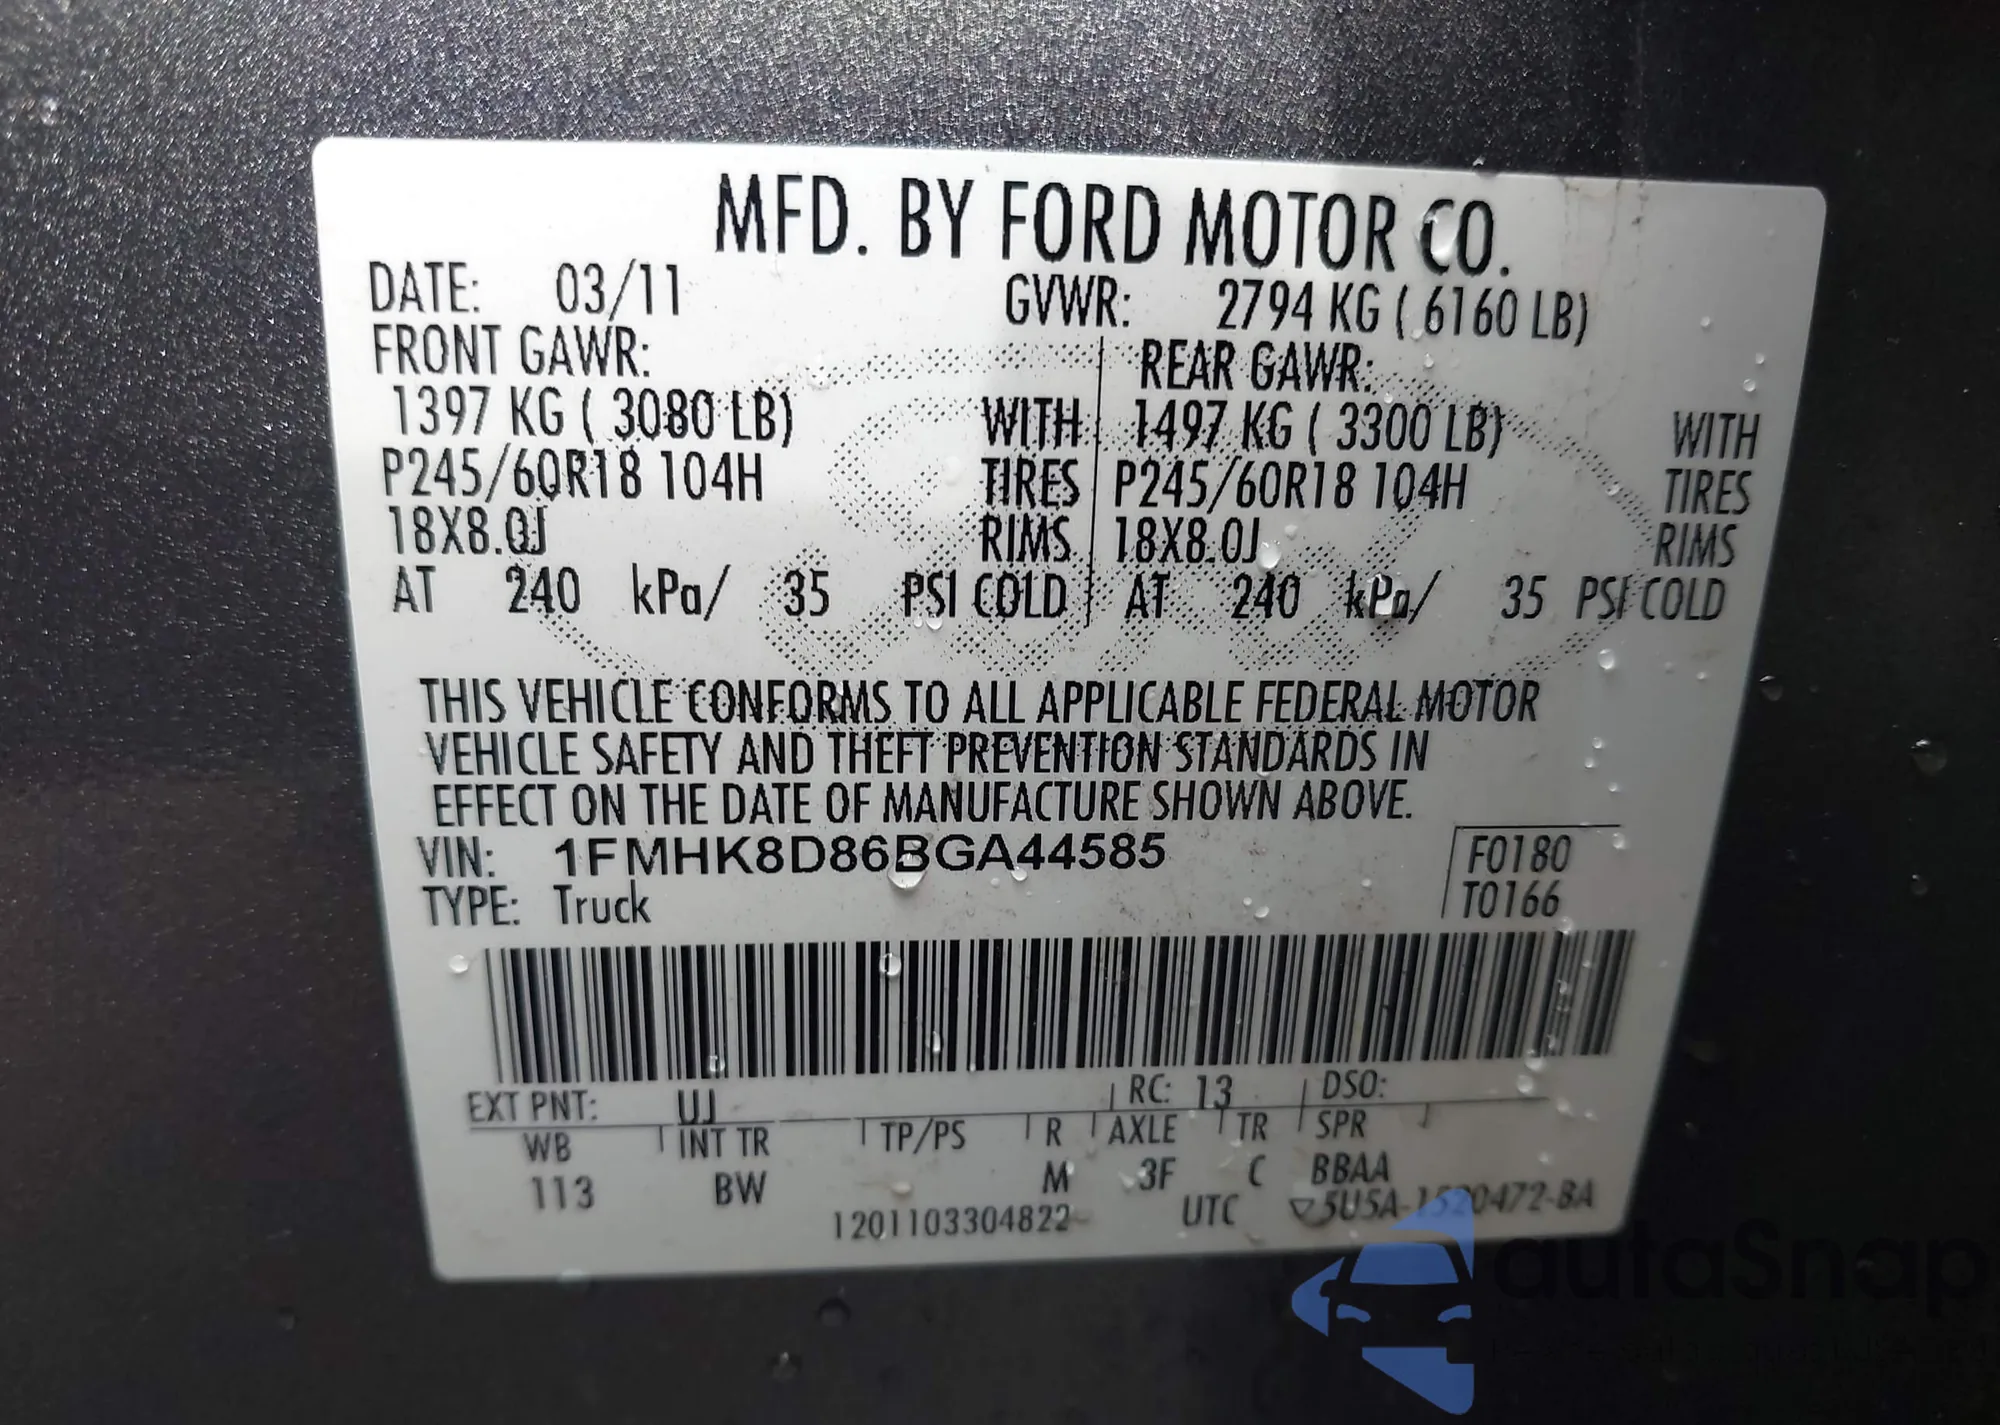 MFD. BY FORD MOTOR CO.
DATE: 03/11 GVWR: 2794 KG ( 6160 LB)
FRONT GAWR: REAR GAWR:
1397 KG ( 3080 LB) WITH 1497 KG ( 3300 LB) WITH
P245/60R18 104H TIRES P245/60R18 104H TIRES
18X8.0J RIMS 18X8.0J RIMS
AT 240 kPa/ 35 PSI COLD AT 240 kPa/ 35 PSI COLD
THIS VEHICLE CONFORMS TO ALL APPLICABLE FEDERAL MOTOR
VEHICLE SAFETY AND THEFT PREVENTION STANDARDS IN
EFFECT ON THE DATE OF MANUFACTURE SHOWN ABOVE.
VIN: 1FMHK8D86BGA44585 F0180
TYPE: Truck T0166
EXT PNT: UJ RC: 13 DSO:
WB INT TR TP/PS R AXLE TR SPR
113 BW M 3F C BBAA
1201103304822 UTC 5U5A-1520472-BA
autaSnap